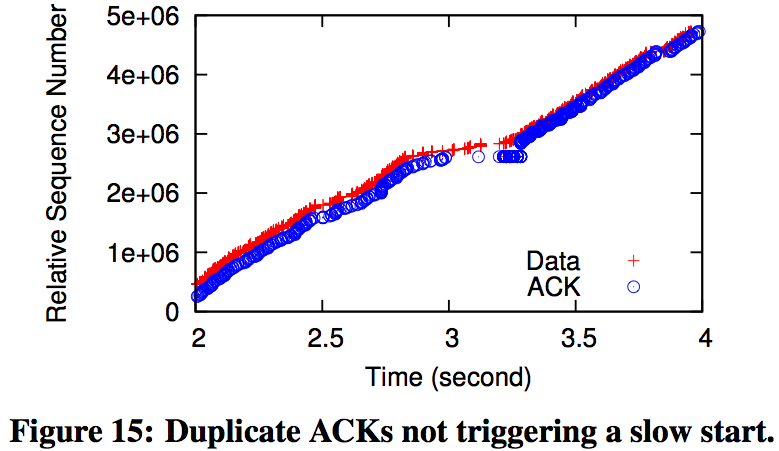 5e+06
4e+06
3e+06
2e+06
1e+06
0
Relative Sequence Number
Data
ACK
2
2.5
3
3.5
4
Time (second)
Figure 15: Duplicate ACKs not triggering a slow start.